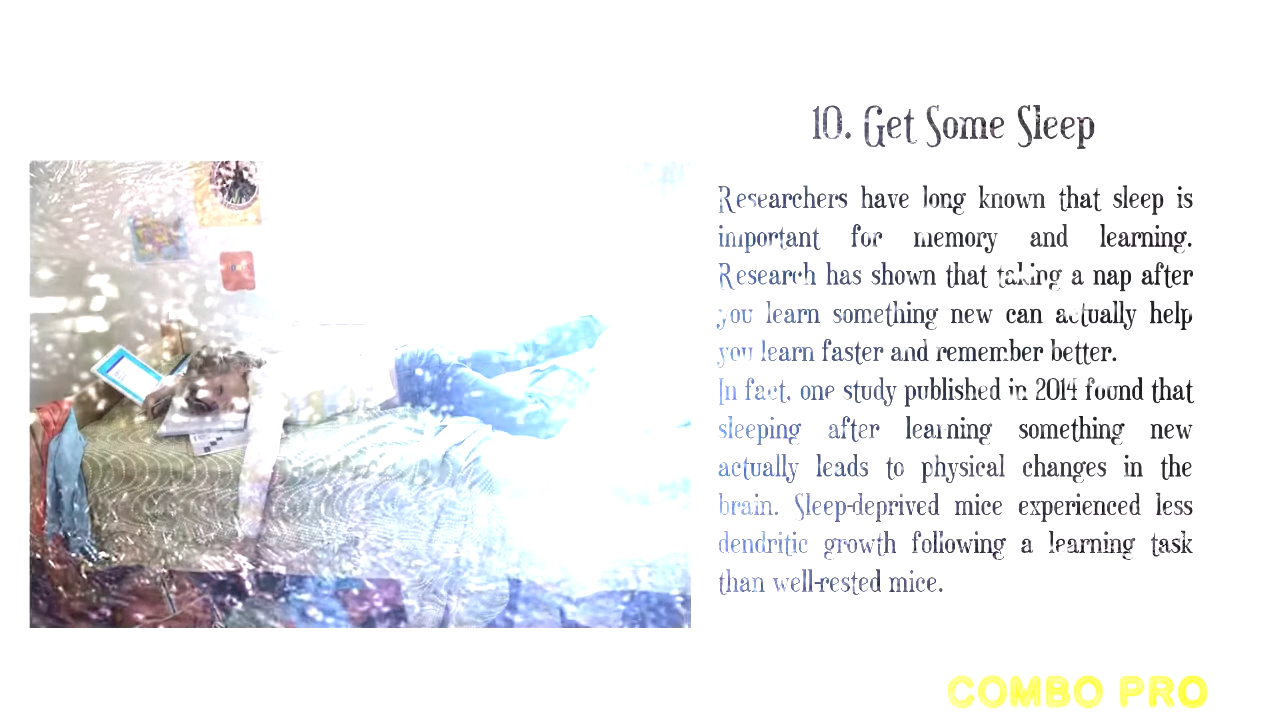 10. Get Some Sleep
Researchers have long known that sleep is
important for memory and learning.
Research has shown that taking a nap after
you learn something new can actually help
you learn faster and remember better.
In fact, one study published in 2014 found that
sleeping after learning something new
actually leads to physical changes in the
brain. Sleep-deprived mice experienced less
dendritic growth following a learning task
than well-rested mice.
COMBO PRO